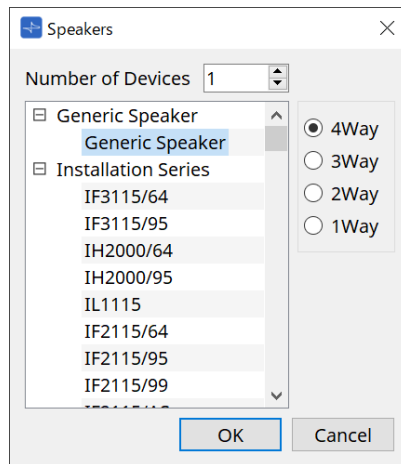 Speakers
Number of Devices 1
Generic Speaker
Generic Speaker
Installation Series
IF3115/64
IF3115/95
IH2000/64
IH2000/95
IL1115
IF2115/64
IF2115/95
IF2115/99
4Way
3Way
2Way
1Way
OK
Cancel